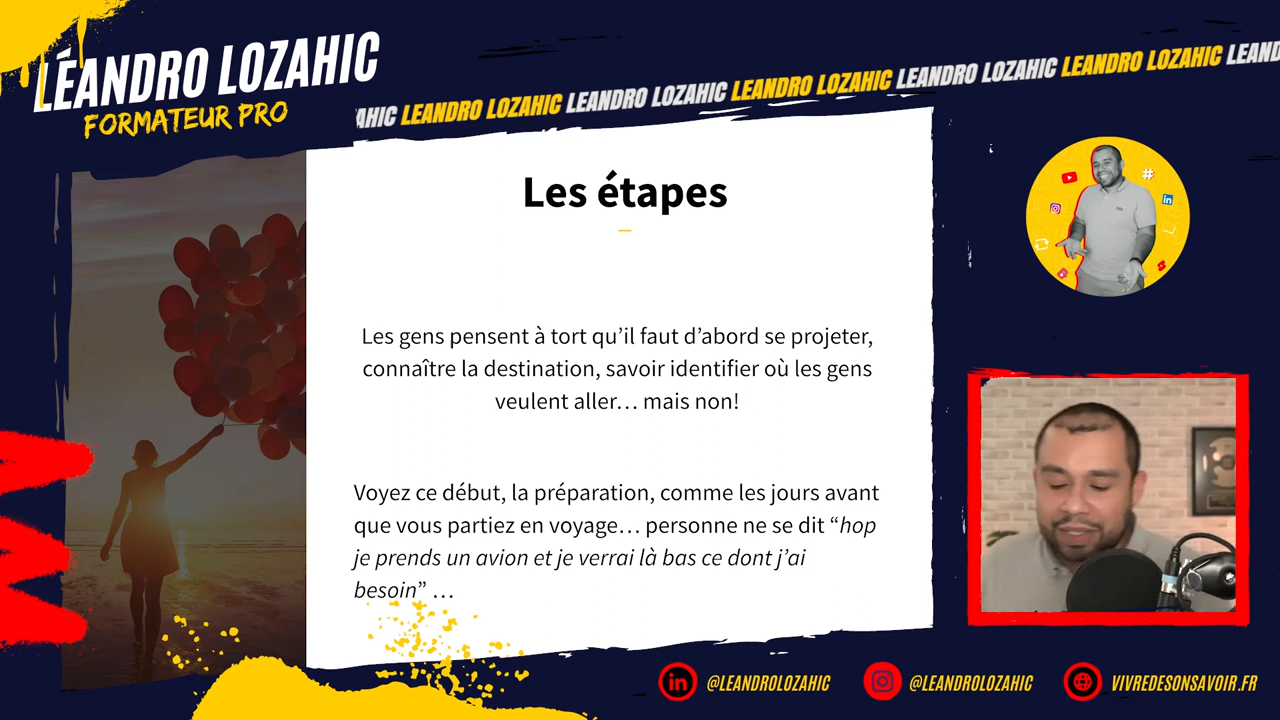 LÉANDRO LOZAHIC
FORMATEUR PRO
AHIC LEANDRO LOZAHIC LEANDRO LOZAHIC LEANDRO LOZAHIC LEANDRO LOZAHIC LEANDRO LOZAHIC LEAND
Les étapes
Les gens pensent à tort qu’il faut d’abord se projeter,
connaître la destination, savoir identifier où les gens
veulent aller… mais non!
Voyez ce début, la préparation, comme les jours avant
que vous partiez en voyage… personne ne se dit “hop
je prends un avion et je verrai là bas ce dont j’ai
besoin” …
#
in
in @LEANDROLOZAHIC
@LEANDROLOZAHIC
VIVREDESONSAVOIR.FR